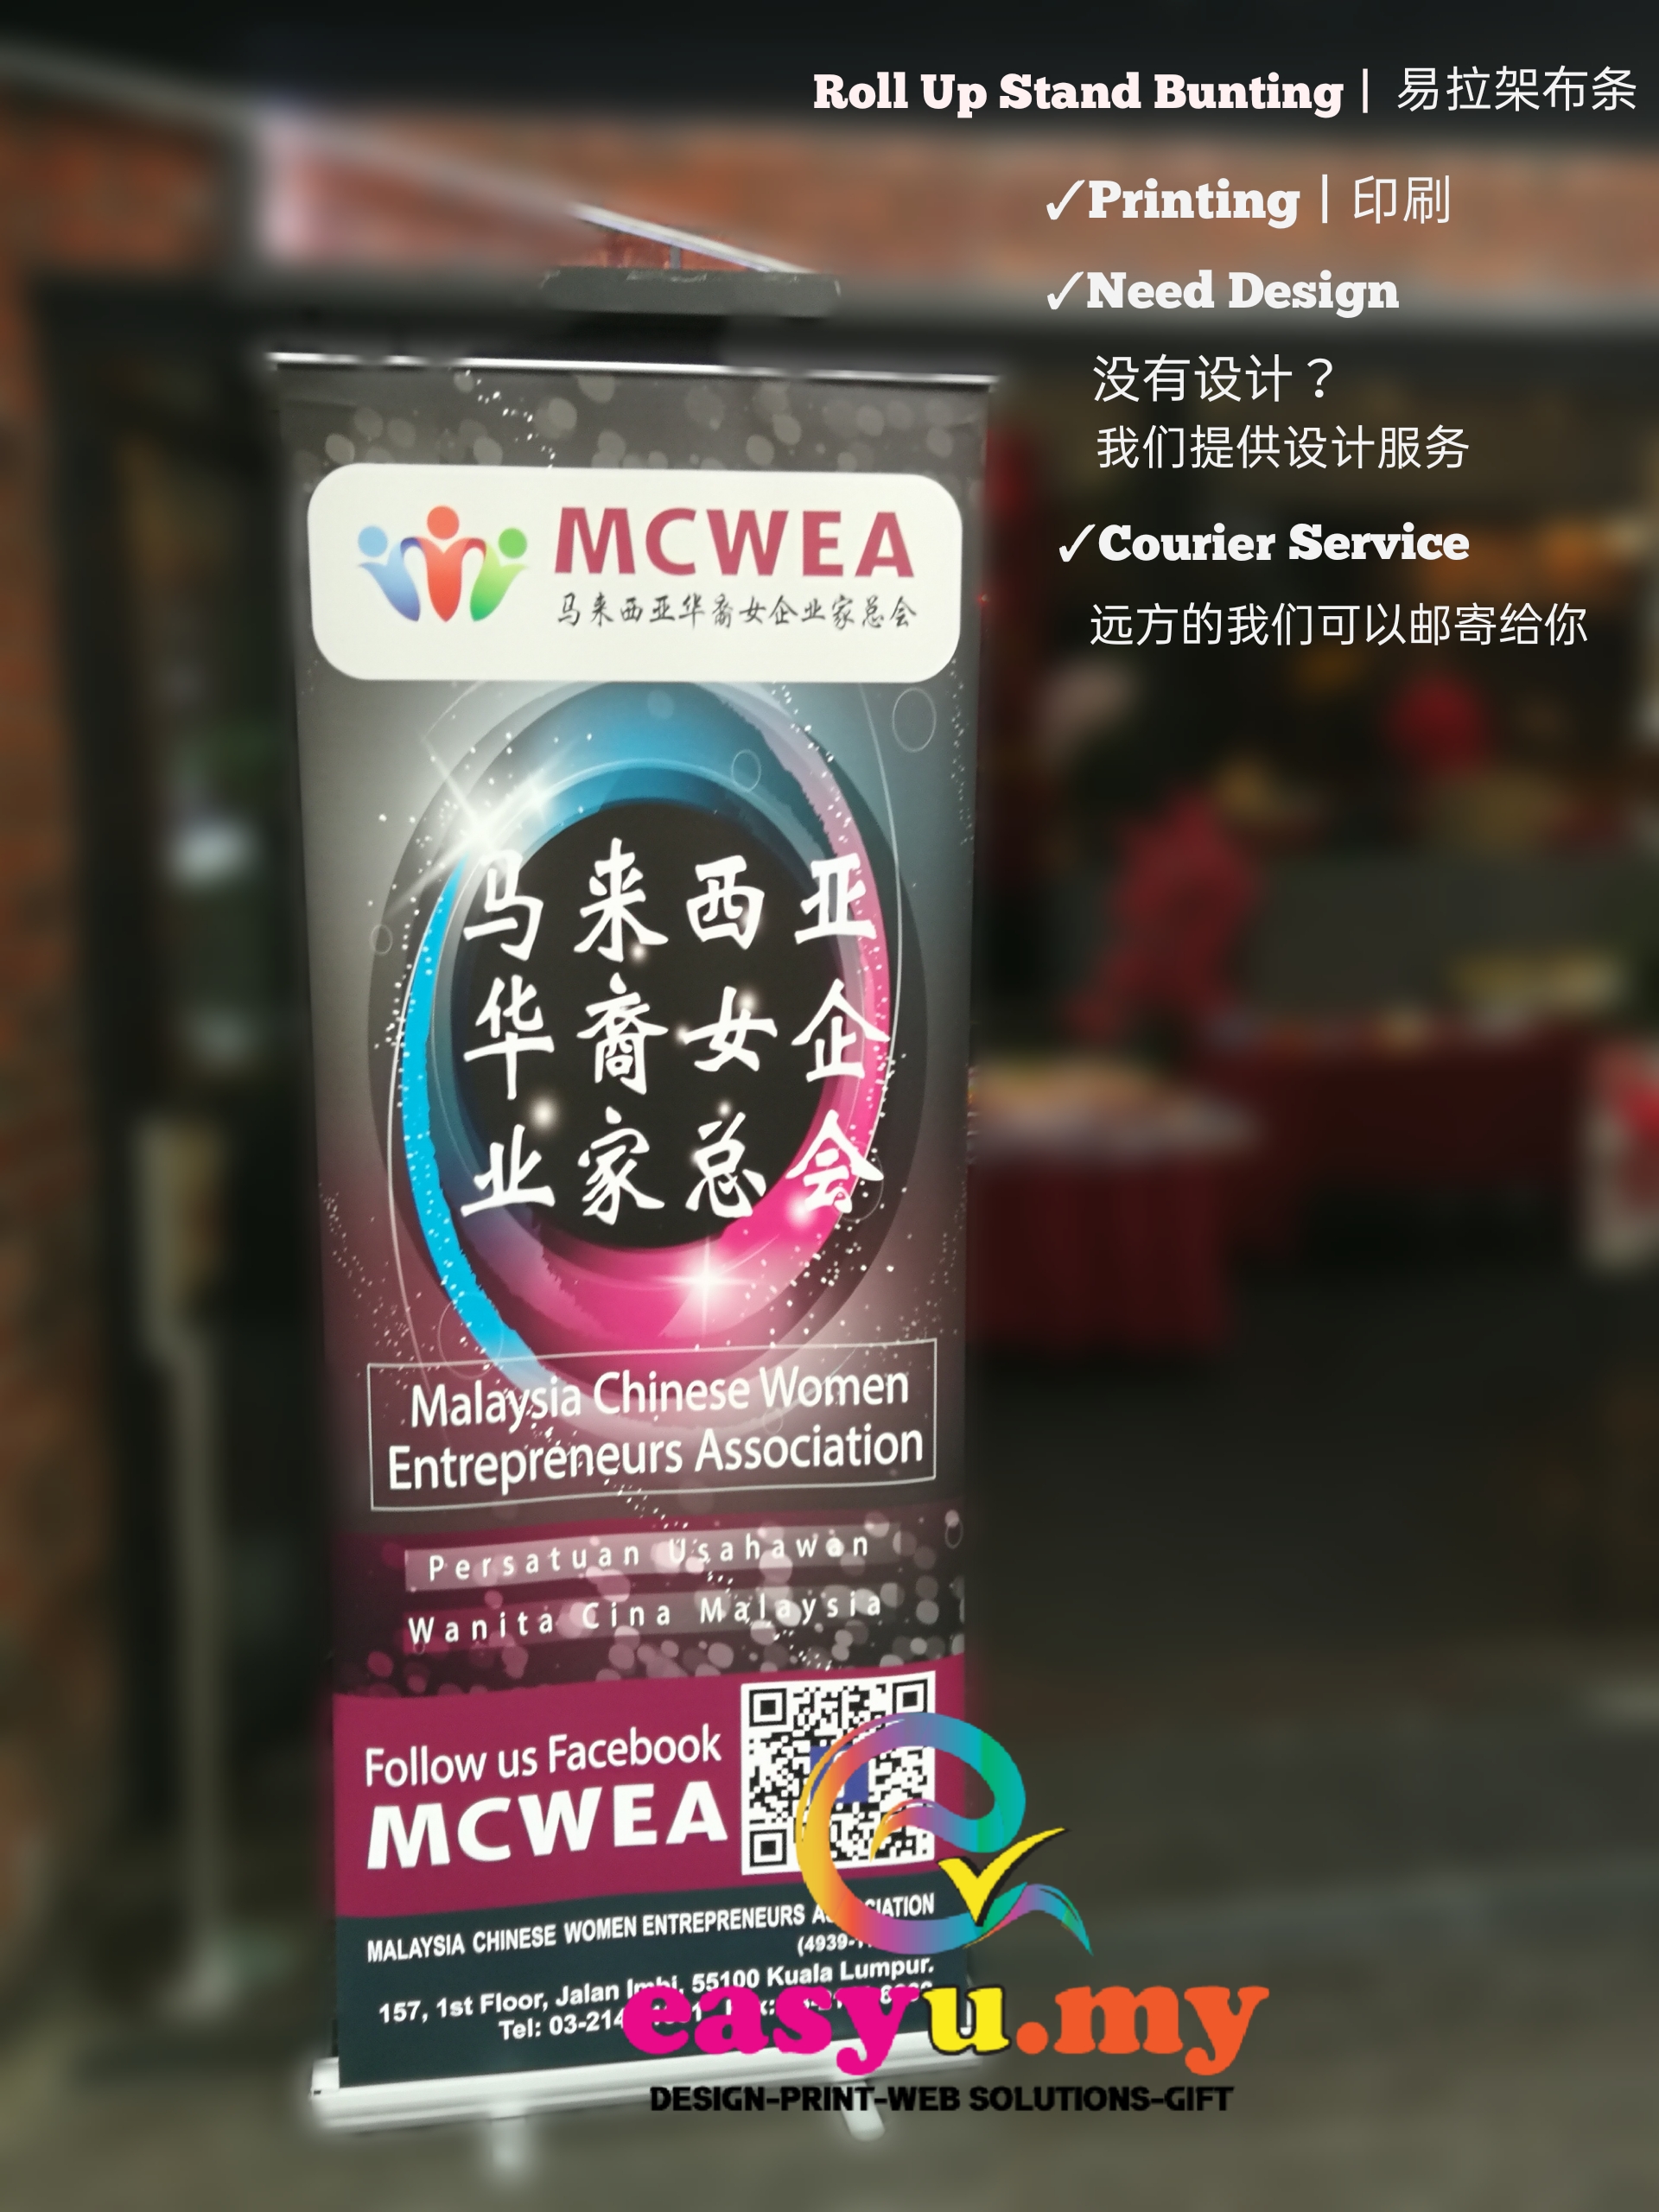 Roll Up Stand Bunting | 易拉架布条
✓Printing | 印刷
✓Need Design
没有设计？
我们提供设计服务
✓Courier Service
远方的我们可以邮寄给你
MCWEA
马来西亚华裔女企业家总会
马来西亚
华裔女企
业家总会
Malaysia Chinese Women
Entrepreneurs Association
Persatuan Usahawan
Wanita Cina Malaysia
Follow us Facebook
MCWEA
MALAYSIA CHINESE WOMEN ENTREPRENEURS
157, 1st Floor, Jalan Imbi, 55100 Kuala Lumpur.
Tel:
easyu.my
DESIGN-PRINT-WEB SOLUTIONS-GIFT